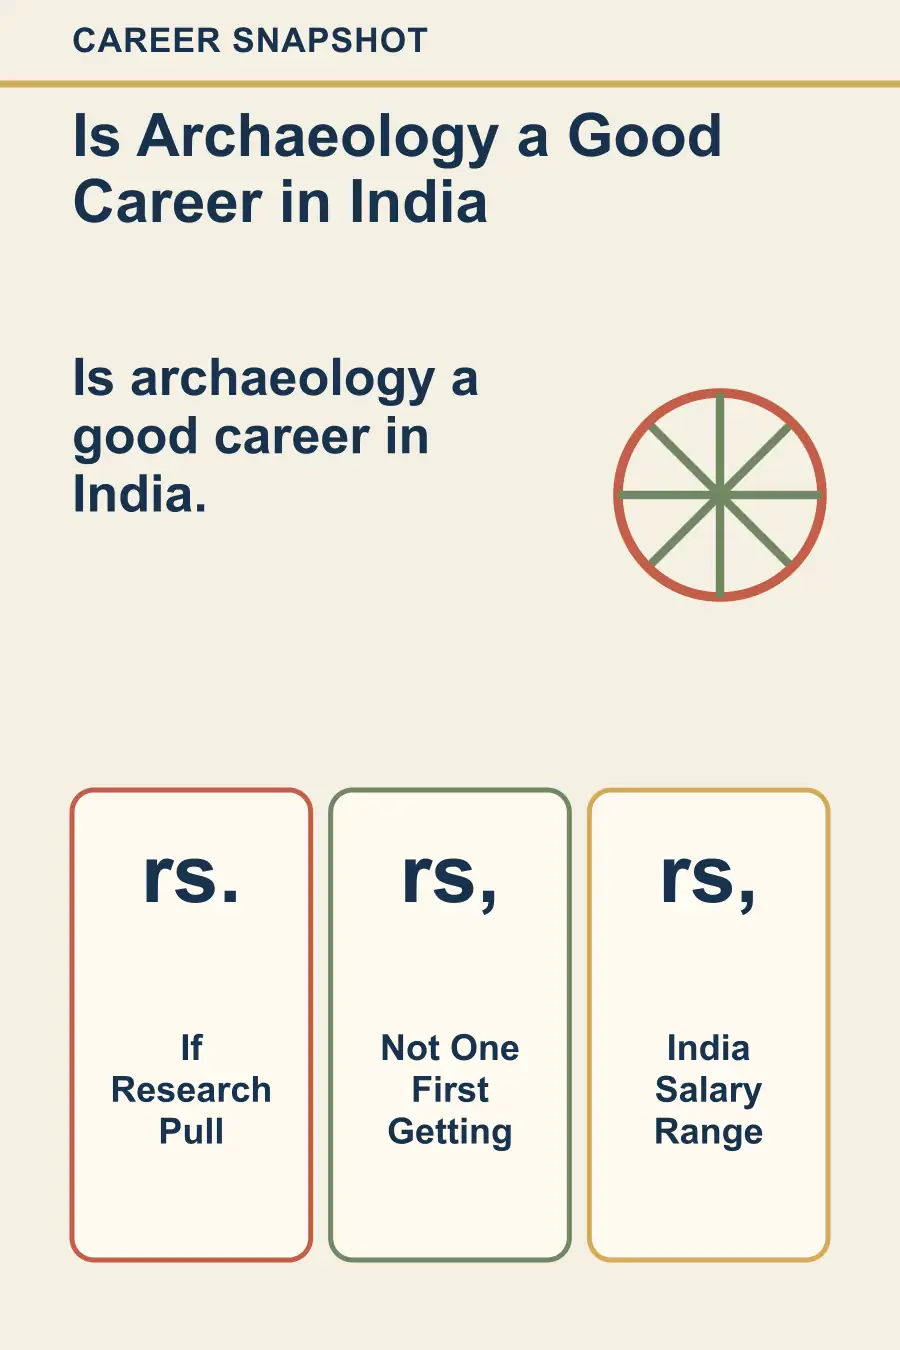 CAREER SNAPSHOT
Is Archaeology a Good
Career in India
Is archaeology a
good career in
India.
rs.
If
Research
Pull
rs,
Not One
First
Getting
rs,
India
Salary
Range